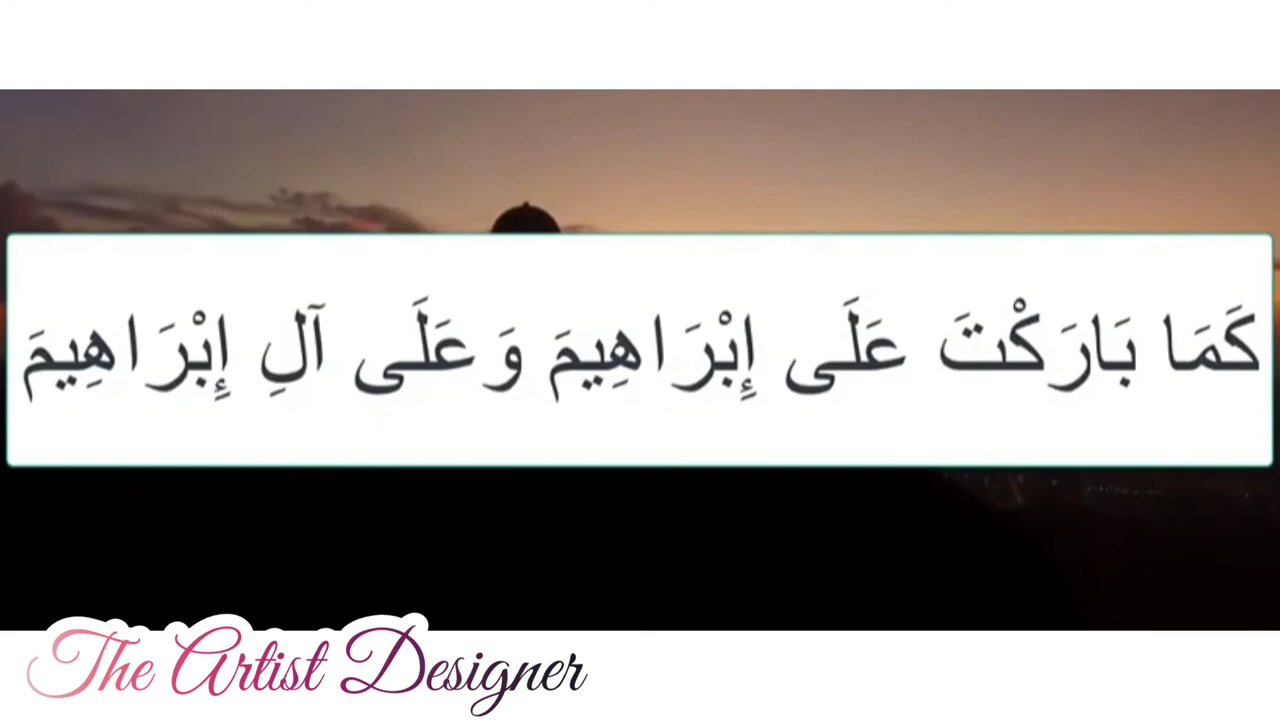 كَمَا بَارَكْتَ عَلَى إِبْرَاهِيمَ وَعَلَى آلِ إِبْرَاهِيمَ
The Artist Designer